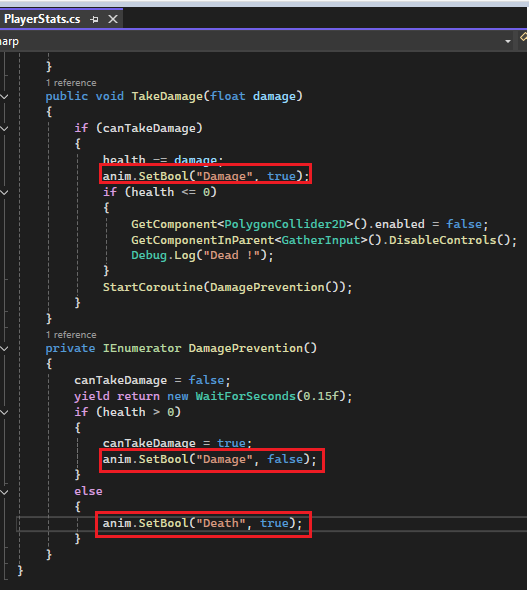 PlayerStats.cs
harp
}
1 reference
public void TakeDamage(float damage)
{
if (canTakeDamage)
{
health -= damage;
anim.SetBool("Damage", true);
if (health <= 0)
{
GetComponent<PolygonCollider2D>().enabled = false;
GetComponentInParent<GatherInput>().DisableControls();
Debug.Log("Dead !");
}
StartCoroutine(DamagePrevention());
}
}
1 reference
private IEnumerator DamagePrevention()
{
canTakeDamage = false;
yield return new WaitForSeconds(0.15f);
if (health > 0)
{
canTakeDamage = true;
anim.SetBool("Damage", false);
}
else
{
anim.SetBool("Death", true);
}
}
}